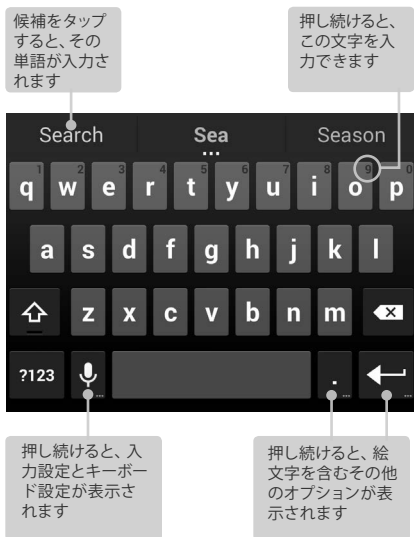 候補をタップ
すると、その
単語が入力さ
れます
押し続けると、
この文字を入
力できます
Search Sea Season
1 2 3 4 5 6 7 8 9 0
q w e r t y u i o p
a s d f g h j k l
z x c v b n m
?123 .
押し続けると、入
力設定とキーボー
ド設定が表示さ
れます
押し続けると、絵
文字を含むその他
のオプションが表
示されます